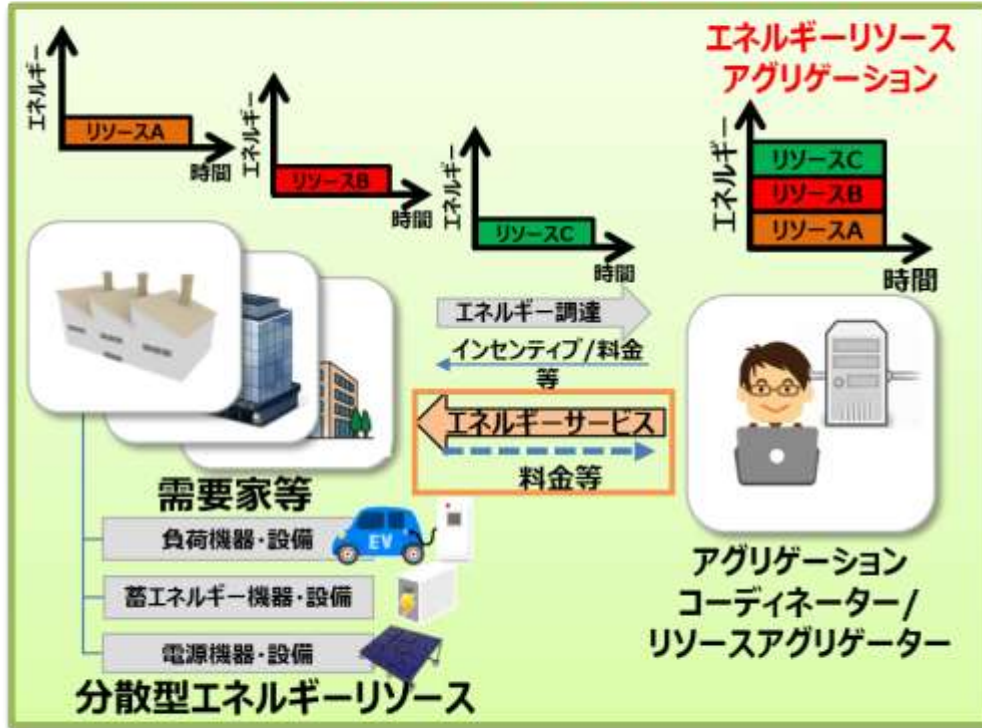 エネルギーリソース
アグリゲーション
エネルギー
リソースA
時間
エネルギー
リソースB
時間
エネルギー
リソースC
時間
エネルギー
リソースC
リソースB
リソースA
時間
エネルギー調達
インセンティブ/料金
等
エネルギーサービス
料金等
需要家等
負荷機器・設備
EV
蓄エネルギー機器・設備
電源機器・設備
分散型エネルギーリソース
アグリゲーション
コーディネーター/
リソースアグリゲーター